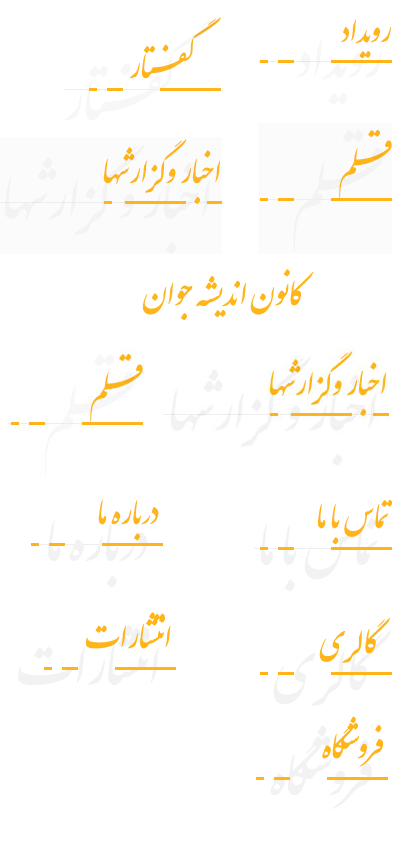 رویداد
گفتار
قلم
اخبار وگزارشها
کانون اندیشه جوان
اخبار وگزارشها
قلم
تماس با ما
درباره ما
گالری
انتشارات
فروشگاه